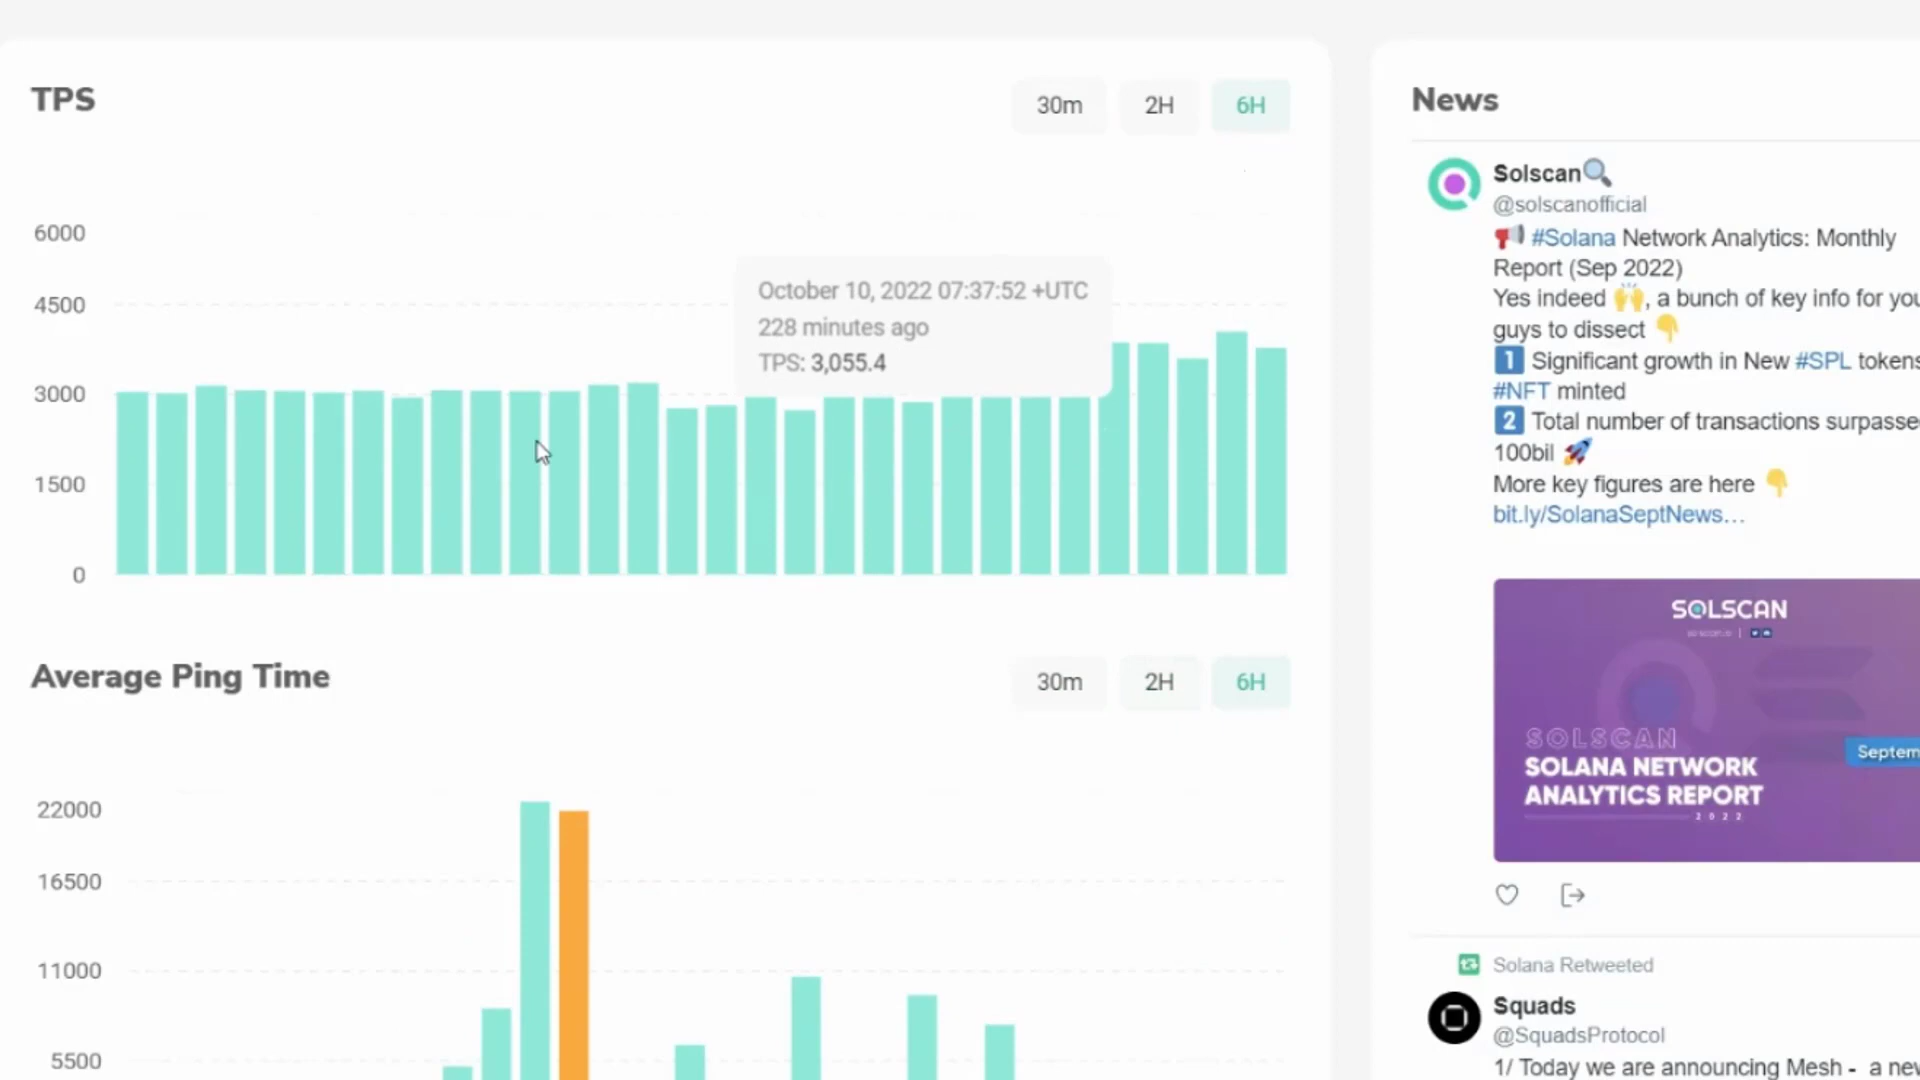 TPS
30m
2H
6H
6000
4500
3000
1500
0
October 10, 2022 07:37:52 +UTC
228 minutes ago
TPS: 3,055.4
Average Ping Time
30m
2H
6H
22000
16500
11000
5500
News
Solscan🔍
@solscanofficial
📢 #Solana Network Analytics: Monthly
Report (Sep 2022)
Yes indeed 🙌, a bunch of key info for you
guys to dissect 👇
1️⃣ Significant growth in New #SPL tokens
#NFT minted
2️⃣ Total number of transactions surpasse
100bil 🚀
More key figures are here 👇
bit.ly/SolanaSeptNews…
SOLSCAN
SOLSCAN
SOLANA NETWORK
ANALYTICS REPORT
2022
Septem
Solana Retweeted
Squads
@SquadsProtocol
1/ Today we are announcing Mesh - a new